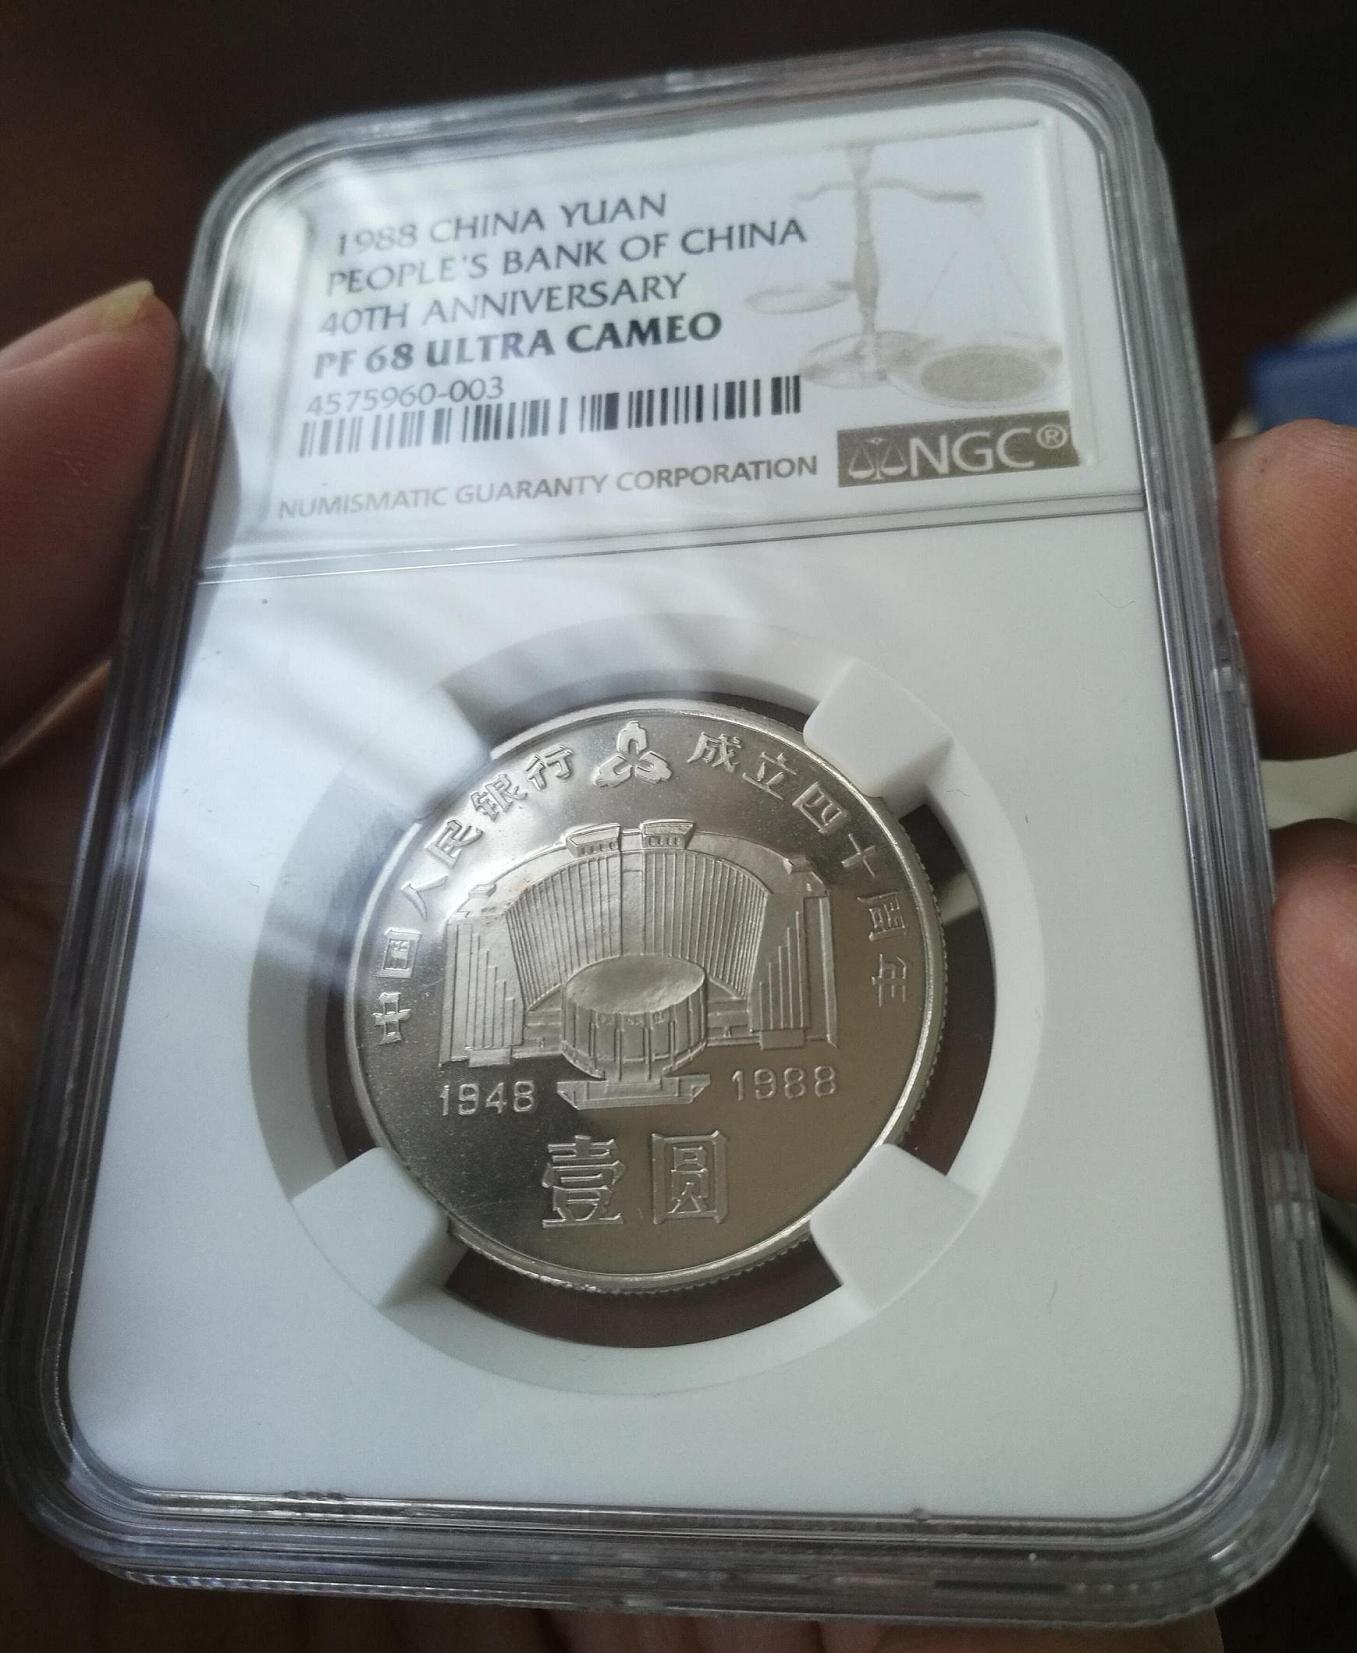 1988 CHINA YUAN
PEOPLE'S BANK OF CHINA
40TH ANNIVERSARY
PF 68 ULTRA CAMEO
4575960-003
NUMISMATIC GUARANTY CORPORATION
NGC®
中国人民银行 成立四十周年
1948 1988
壹圆